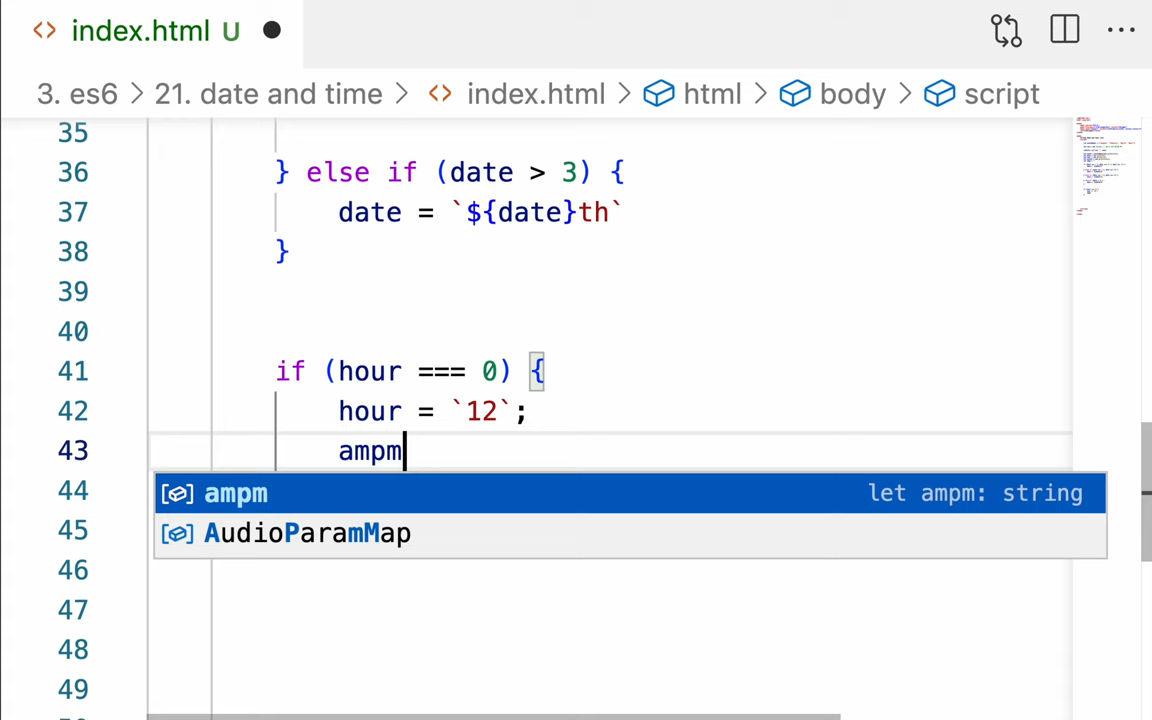 index.html U
3. es6 > 21. date and time > index.html > html > body > script
35
36 } else if (date > 3) {
37 date = `${date}th`
38 }
39
40
41 if (hour === 0) {
42 hour = `12`;
43 ampm
44 ampm let ampm: string
45 AudioParamMap
46
47
48
49